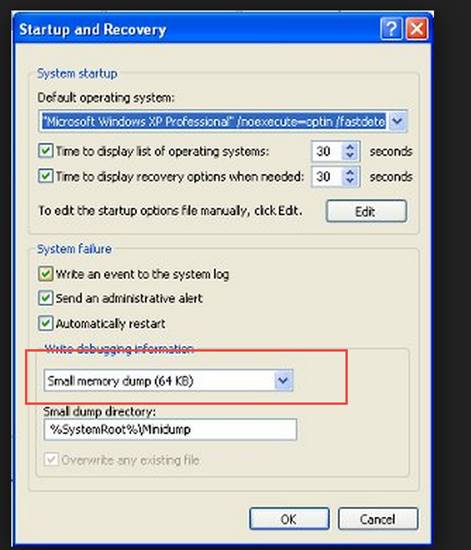 Startup and Recovery
System startup
Default operating system:
"Microsoft Windows XP Professional" /noexecute=optin /fastdete
Time to display list of operating systems: 30 seconds
Time to display recovery options when needed: 30 seconds
To edit the startup options file manually, click Edit. Edit
System failure
Write an event to the system log
Send an administrative alert
Automatically restart
Write debugging information
Small memory dump (64 KB)
Small dump directory:
%SystemRoot%\Minidump
Overwrite any existing file
OK Cancel